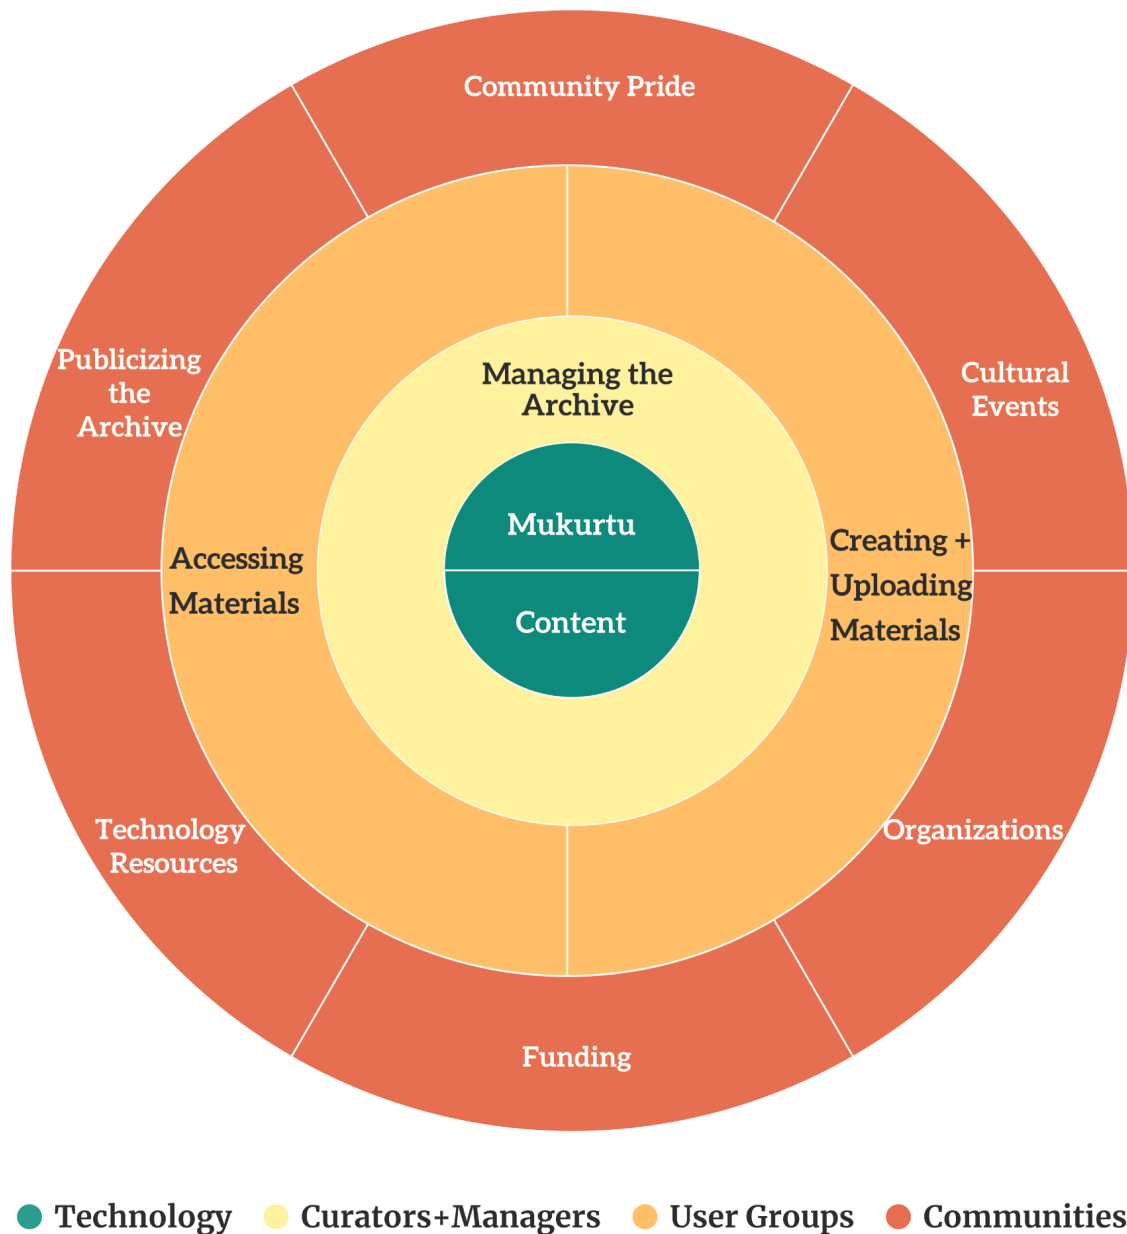 Community Pride
Publicizing
the
Archive
Cultural
Events
Managing the
Archive
Mukurtu
Content
Accessing
Materials
Creating +
Uploading
Materials
Technology
Resources
Organizations
Funding
Technology
Curators+Managers
User Groups
Communities